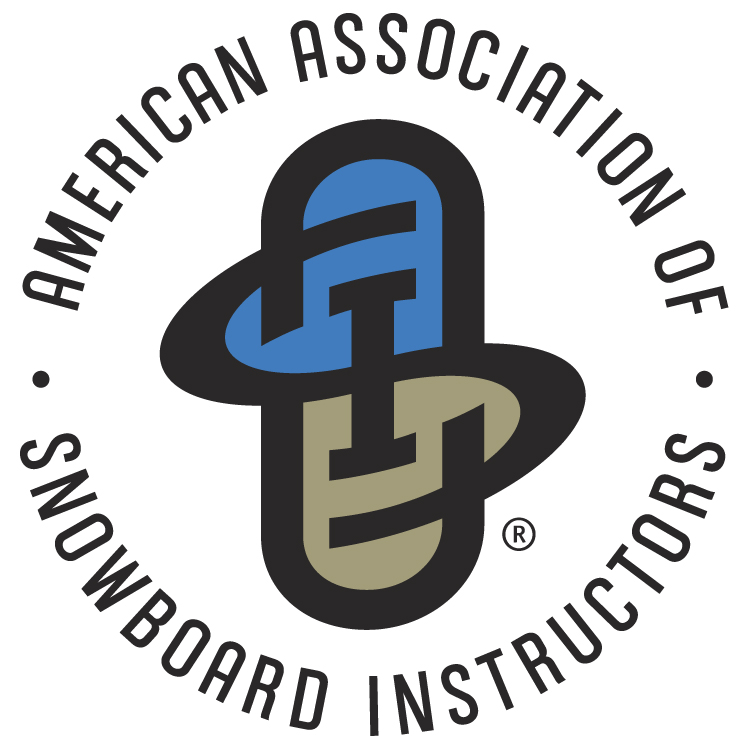 AMERICAN ASSOCIATION OF
SNOWBOARD INSTRUCTORS
®